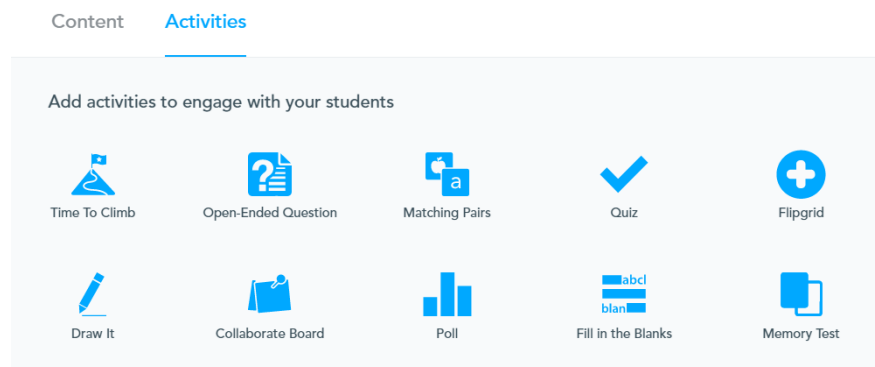 Content Activities
Add activities to engage with your students
a
Time To Climb Open-Ended Question Matching Pairs Quiz Flipgrid
abcl
blan
Draw It Collaborate Board Poll Fill in the Blanks Memory Test